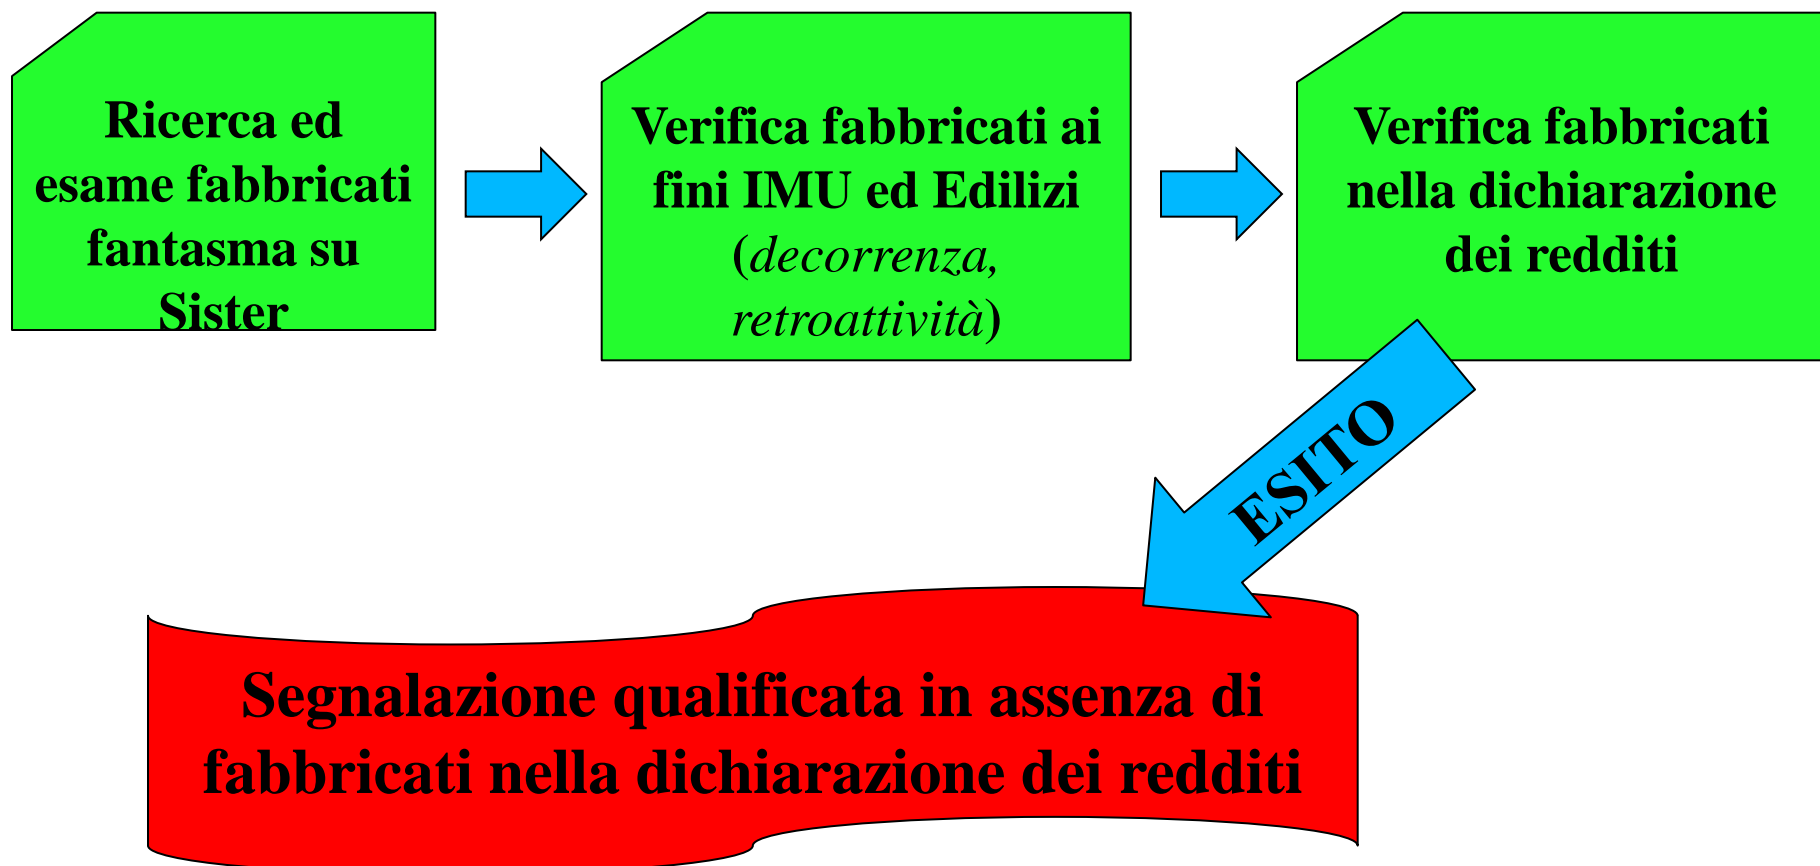 Ricerca ed
esame fabbricati
fantasma su
Sister
Verifica fabbricati ai
fini IMU ed Edilizi
(decorrenza,
retroattività)
Verifica fabbricati
nella dichiarazione
dei redditi
ESITO
Segnalazione qualificata in assenza di
fabbricati nella dichiarazione dei redditi